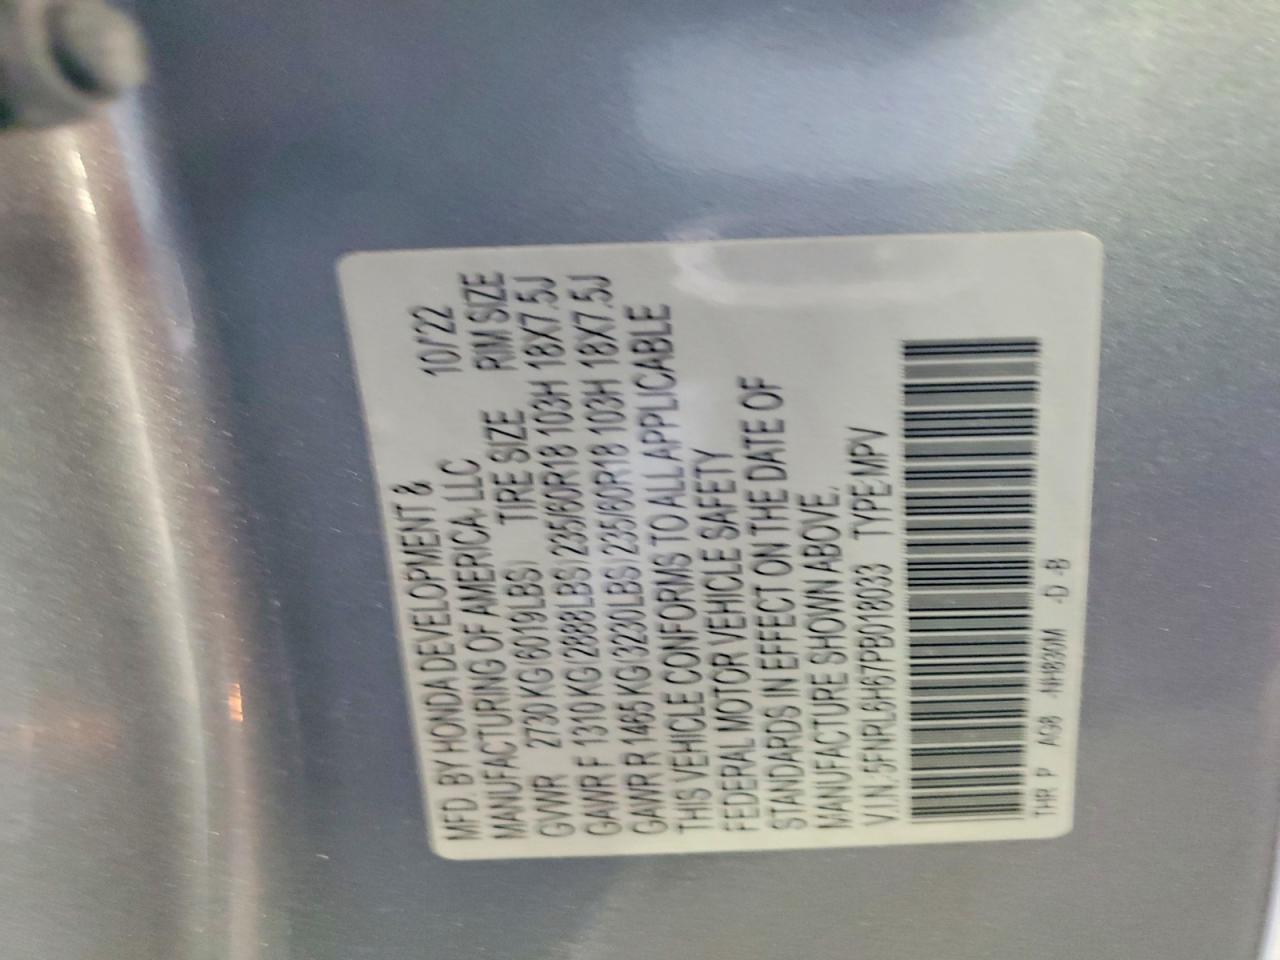 MFD. BY HONDA DEVELOPMENT &
MANUFACTURING OF AMERICA, LLC 10/'22
GVWR 2730KG(6019LBS) TIRE SIZE RIM SIZE
GAWR F 1310KG(2888LBS) 235/60R18 103H 18X7.5J
GAWR R 1465KG(3230LBS) 235/60R18 103H 18X7.5J
THIS VEHICLE CONFORMS TO ALL APPLICABLE
FEDERAL MOTOR VEHICLE SAFETY
STANDARDS IN EFFECT ON THE DATE OF
MANUFACTURE SHOWN ABOVE.
V.I.N.:5FNRL6H67PB018033 TYPE:MPV
THR P A98 -NH830M -D -B